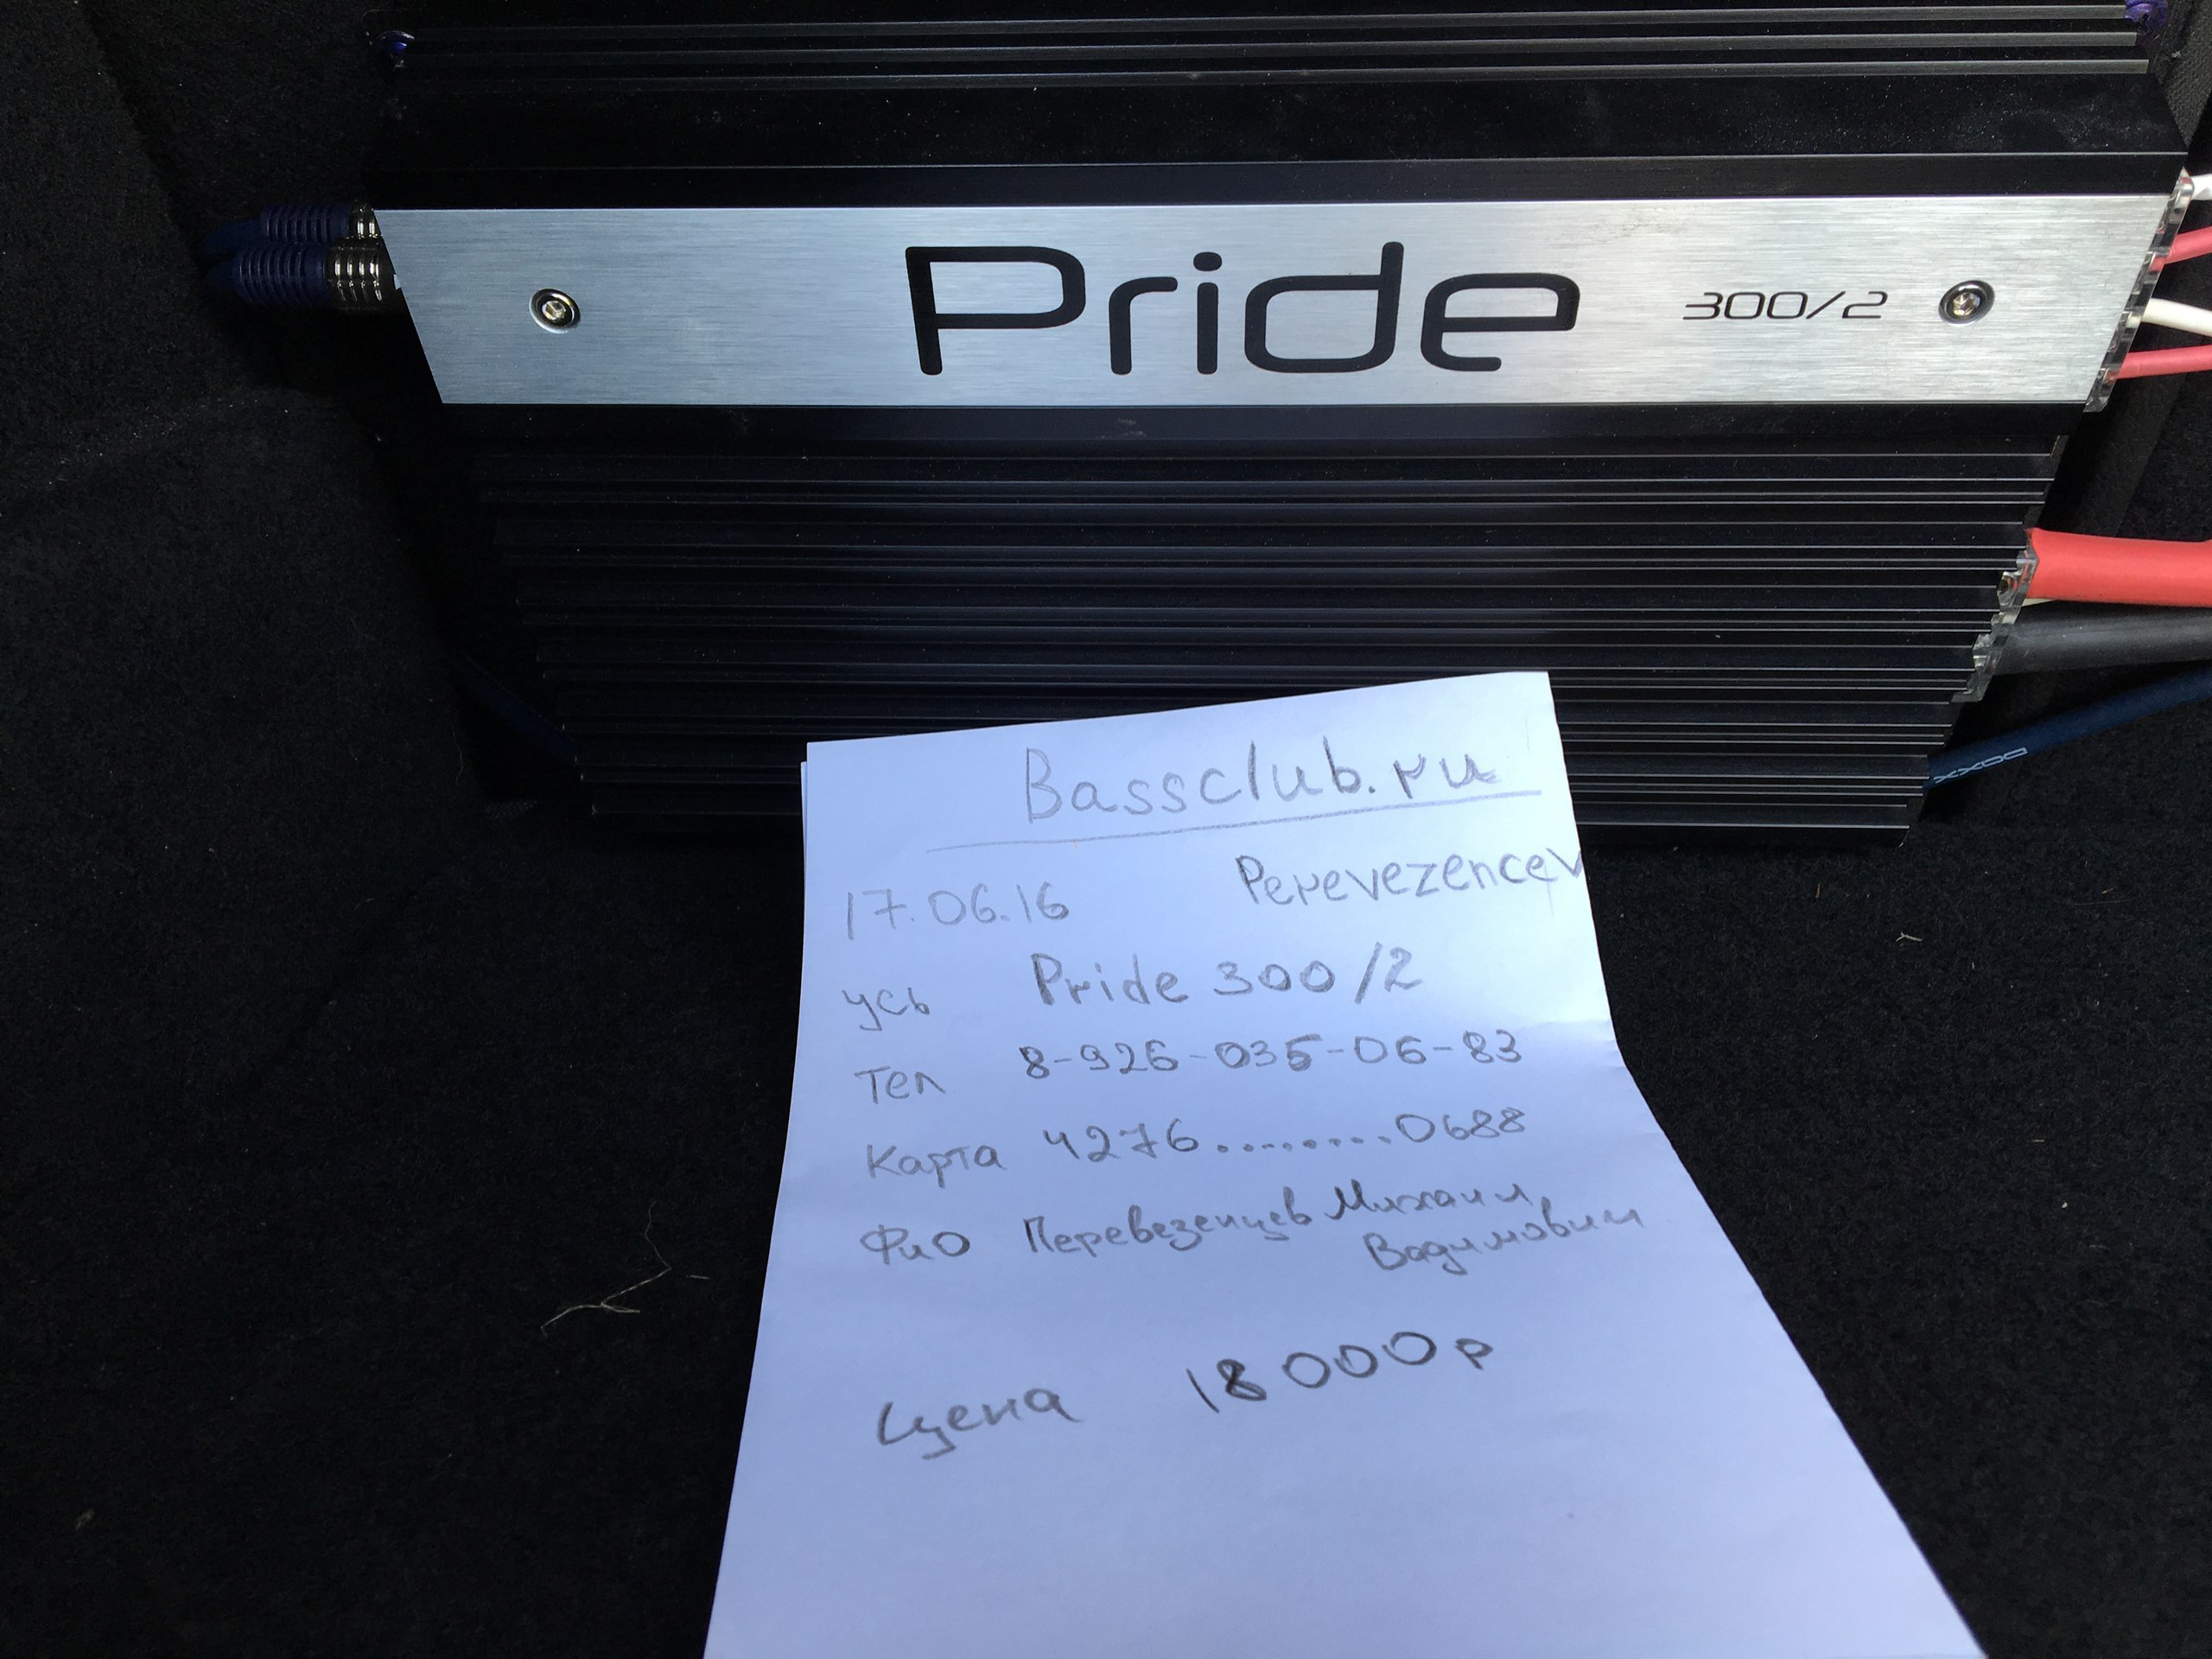 Pride 300/2
DAXX
Bassclub.ru
17.06.16 Perevezencev
усь Pride 300/2
Тел 8-926-035-06-83
Карта 4276.........0688
ФиО Перевезенцев Михаил
Вадимович
Цена 18000р